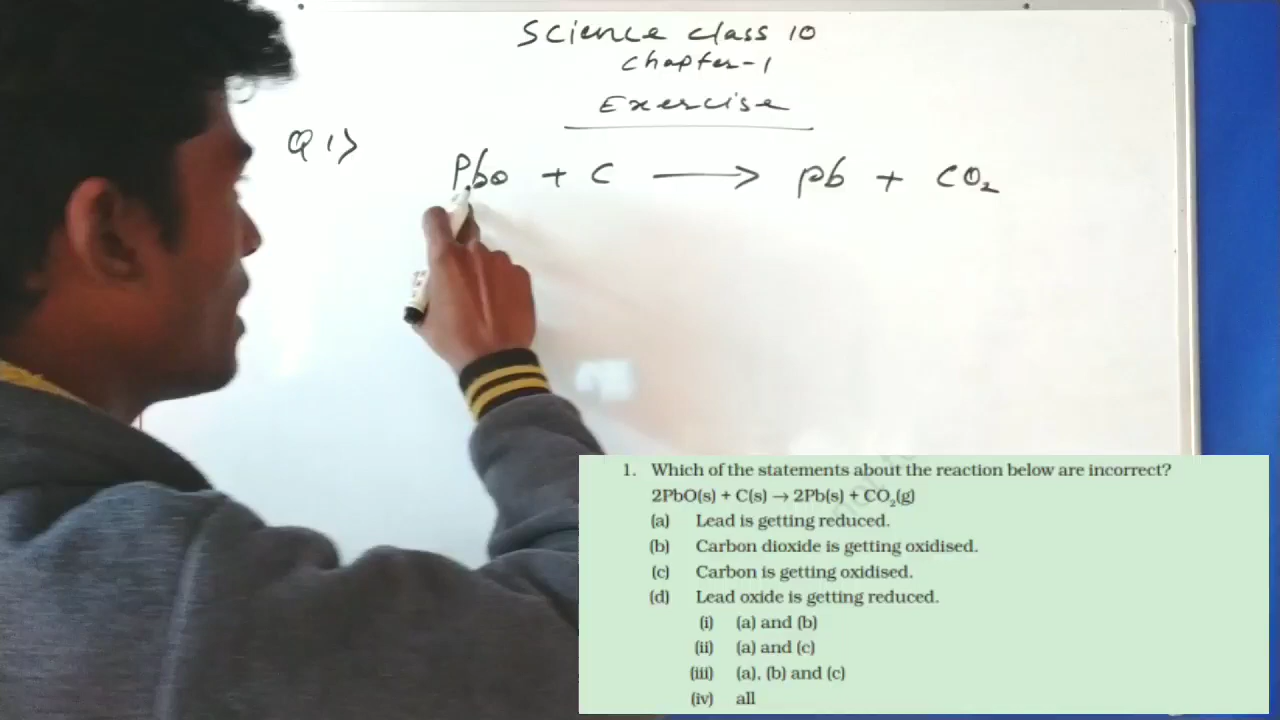 Science class 10
Chapter-1
Exercise
Q 1>
Pbo + C ⟶ pb + CO₂
1. Which of the statements about the reaction below are incorrect?
2PbO(s) + C(s) → 2Pb(s) + CO₂(g)
(a) Lead is getting reduced.
(b) Carbon dioxide is getting oxidised.
(c) Carbon is getting oxidised.
(d) Lead oxide is getting reduced.
(i) (a) and (b)
(ii) (a) and (c)
(iii) (a), (b) and (c)
(iv) all